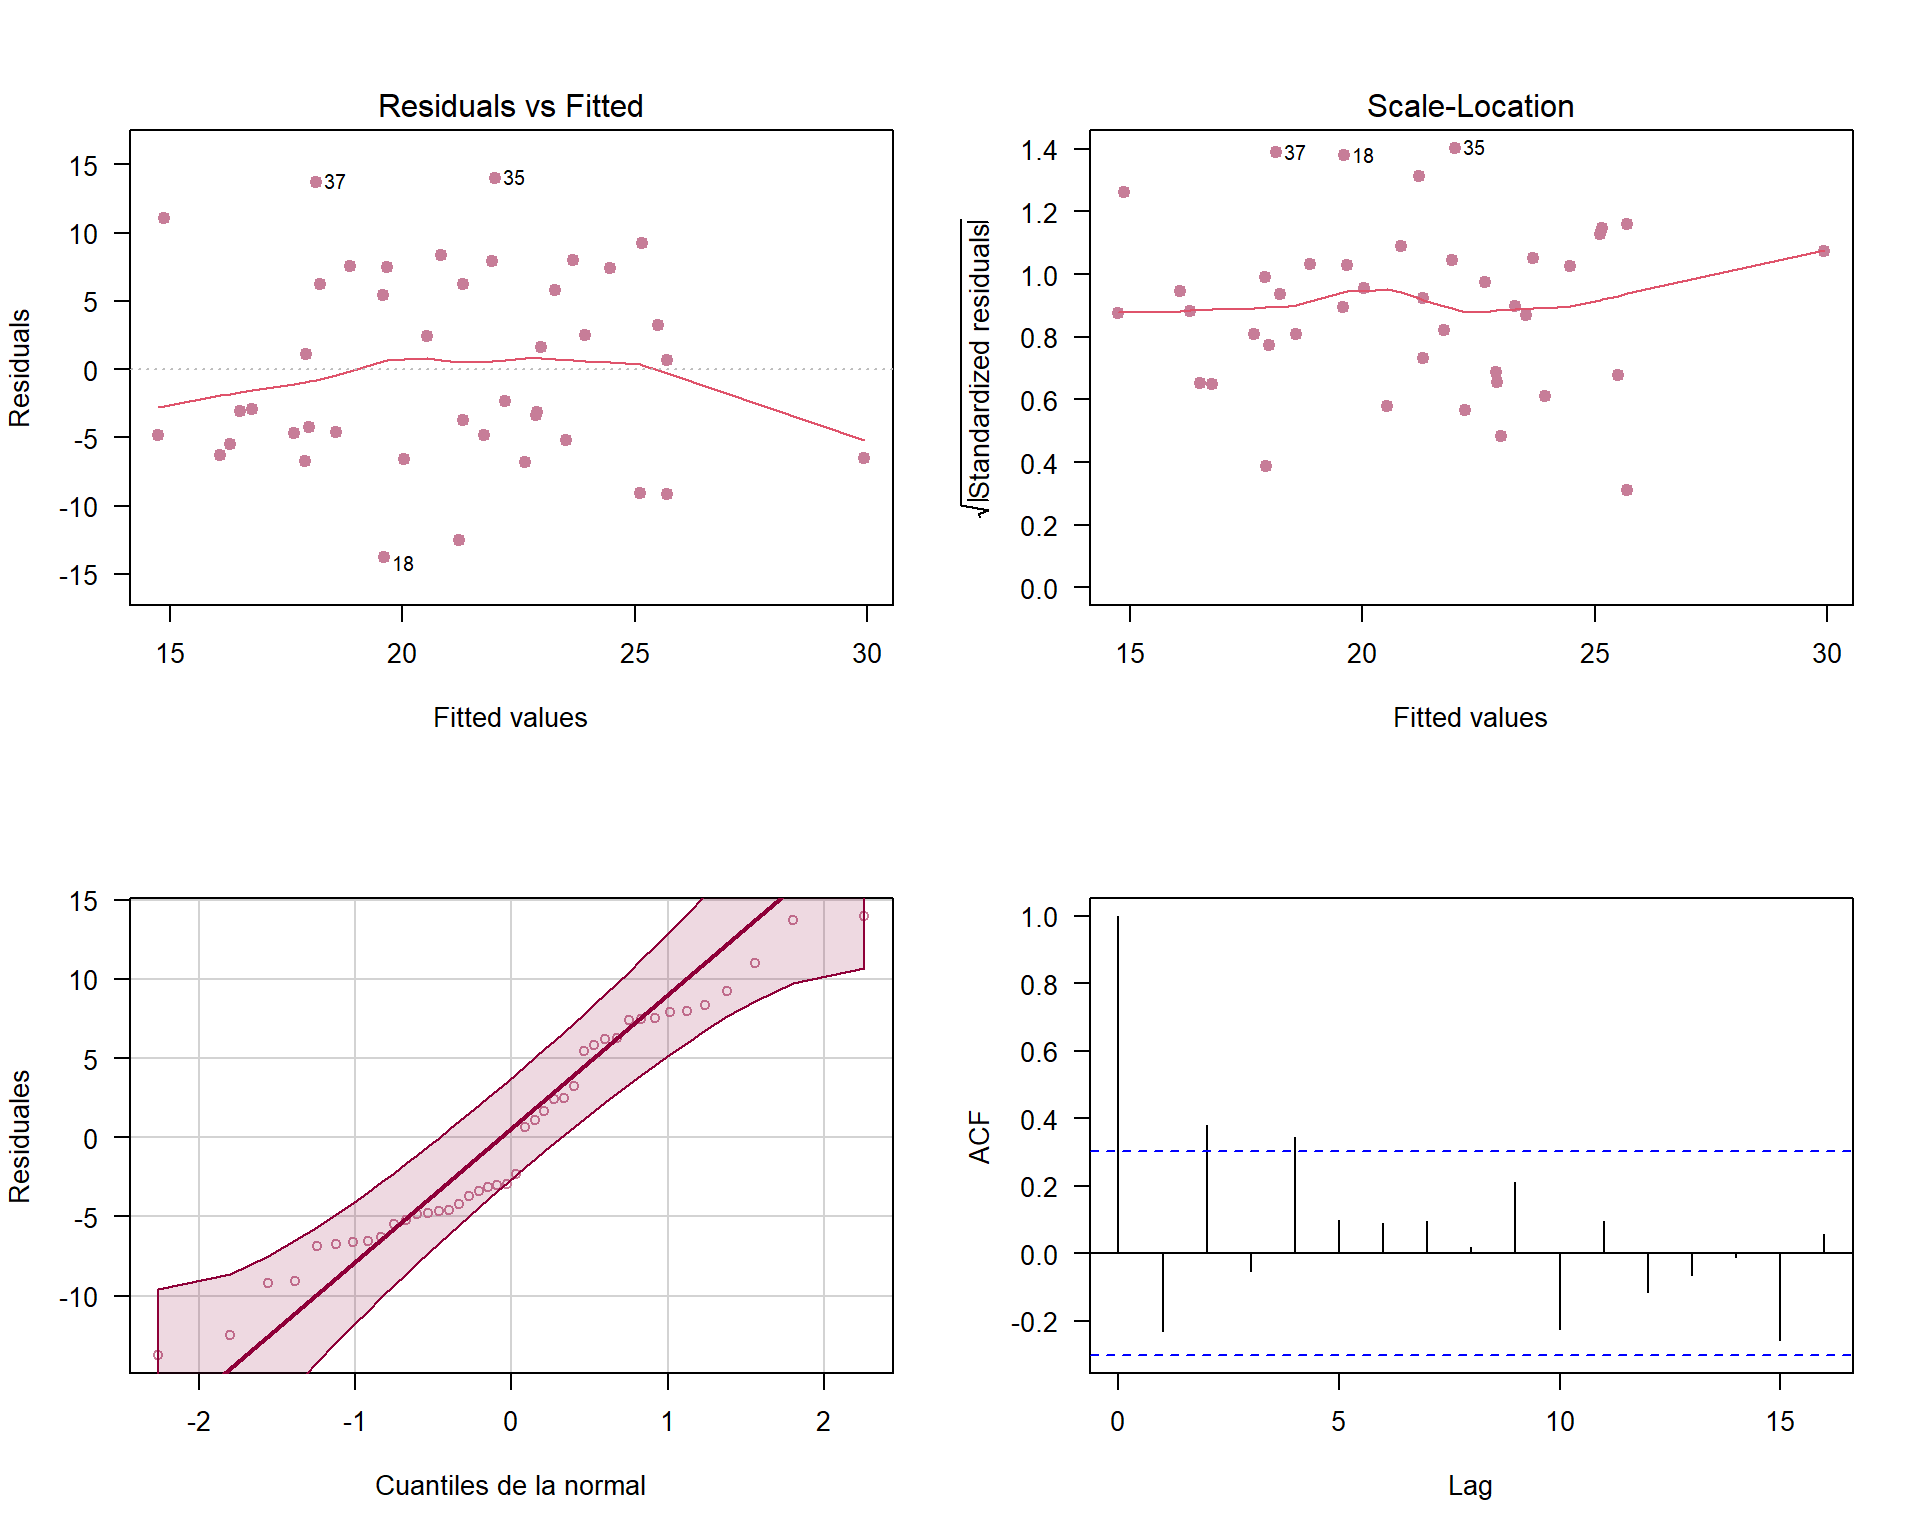 Residuals vs Fitted
Residuals
15
10
5
0
-5
-10
-15
37
35
18
15 20 25 30
Fitted values
Scale-Location
√|Standardized residuals|
1.4
1.2
1.0
0.8
0.6
0.4
0.2
0.0
37
18
35
15 20 25 30
Fitted values
Residuales
15
10
5
0
-5
-10
-2 -1 0 1 2
Cuantiles de la normal
ACF
1.0
0.8
0.6
0.4
0.2
0.0
-0.2
0 5 10 15
Lag